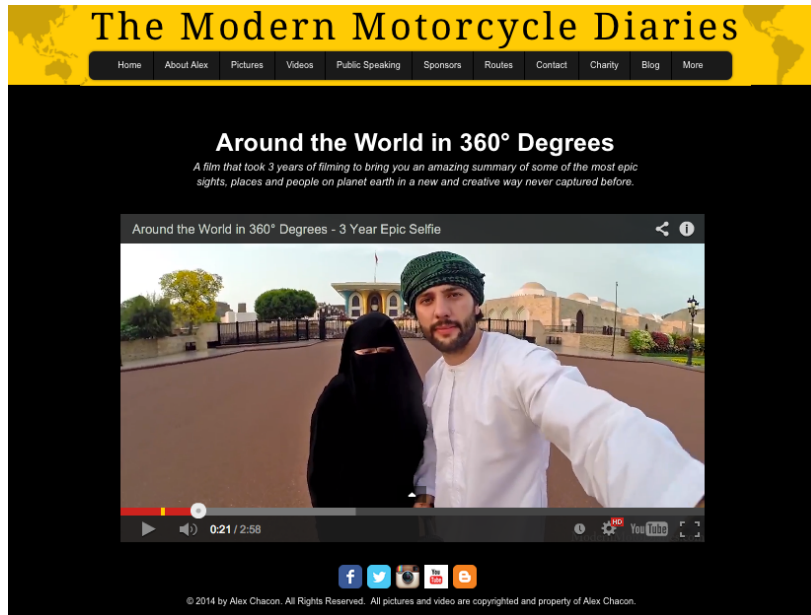 The Modern Motorcycle Diaries
Home About Alex Pictures Videos Public Speaking Sponsors Routes Contact Charity Blog More
Around the World in 360° Degrees
A film that took 3 years of filming to bring you an amazing summary of some of the most epic
sights, places and people on planet earth in a new and creative way never captured before.
Around the World in 360° Degrees - 3 Year Epic Selfie
0:21 / 2:58 HD YouTube
You Tube
© 2014 by Alex Chacon. All Rights Reserved. All pictures and video are copyrighted and property of Alex Chacon.